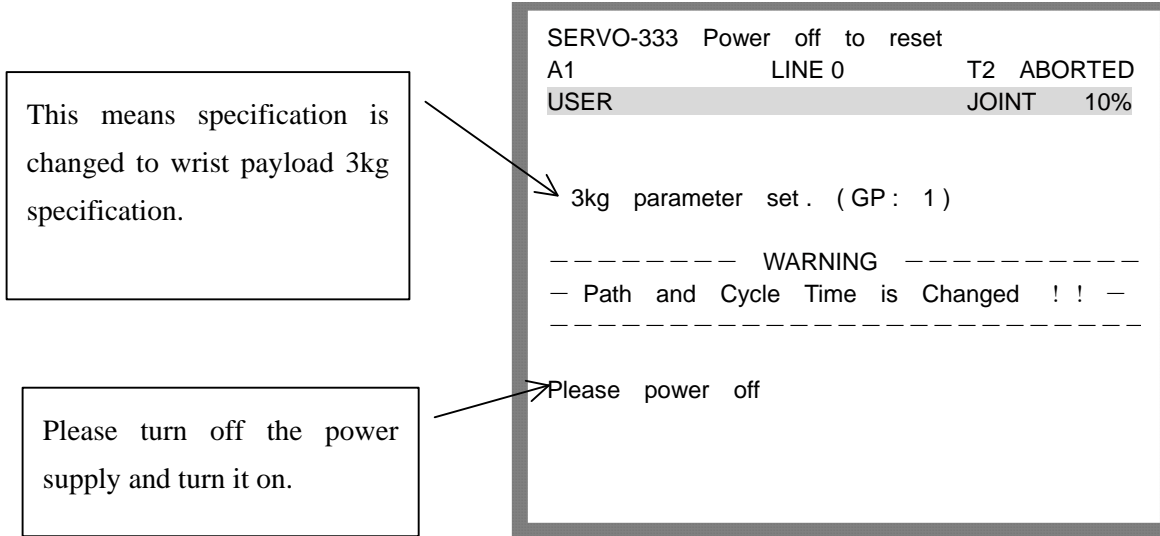 SERVO-333 Power off to reset
A1 LINE 0 T2 ABORTED
USER JOINT 10%
This means specification is
changed to wrist payload 3kg
specification.
3kg parameter set. (GP: 1)
－－－－－－－－ WARNING －－－－－－－－－－
－ Path and Cycle Time is Changed ！！ －
－－－－－－－－－－－－－－－－－－－－－－－－－
Please power off
Please turn off the power
supply and turn it on.